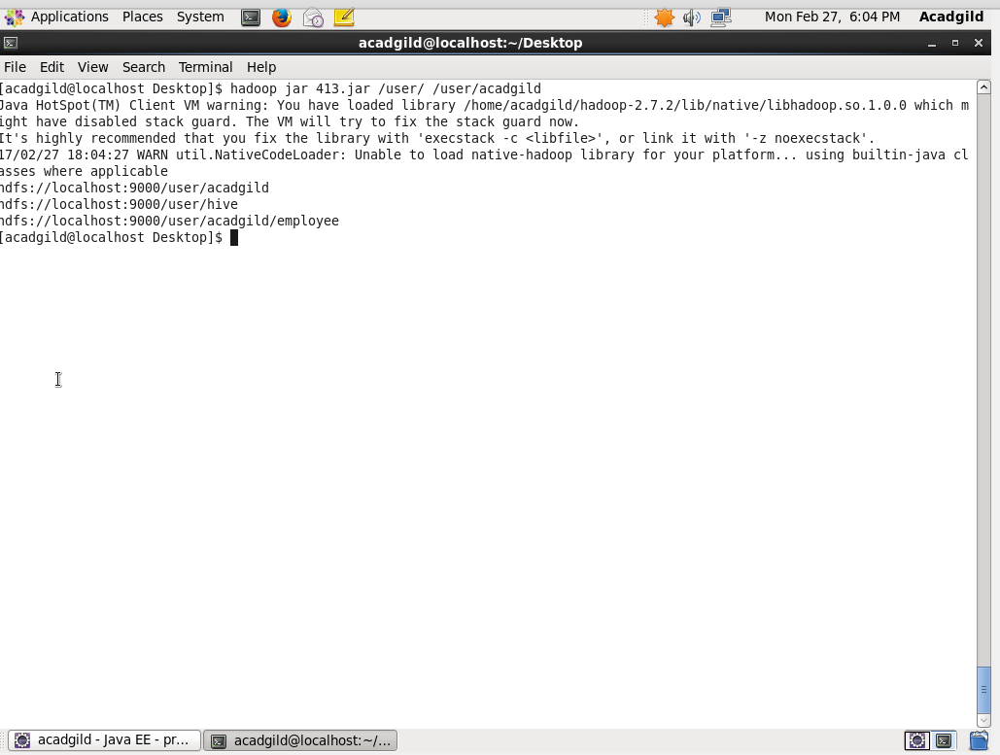 Applications Places System Mon Feb 27, 6:04 PM Acadgild
acadgild@localhost:~/Desktop
File Edit View Search Terminal Help
[acadgild@localhost Desktop]$ hadoop jar 413.jar /user/ /user/acadgild
Java HotSpot(TM) Client VM warning: You have loaded library /home/acadgild/hadoop-2.7.2/lib/native/libhadoop.so.1.0.0 which m
ight have disabled stack guard. The VM will try to fix the stack guard now.
It's highly recommended that you fix the library with 'execstack -c <libfile>', or link it with '-z noexecstack'.
17/02/27 18:04:27 WARN util.NativeCodeLoader: Unable to load native-hadoop library for your platform... using builtin-java cl
asses where applicable
hdfs://localhost:9000/user/acadgild
hdfs://localhost:9000/user/hive
hdfs://localhost:9000/user/acadgild/employee
[acadgild@localhost Desktop]$
acadgild - Java EE - pr... acadgild@localhost:~/...